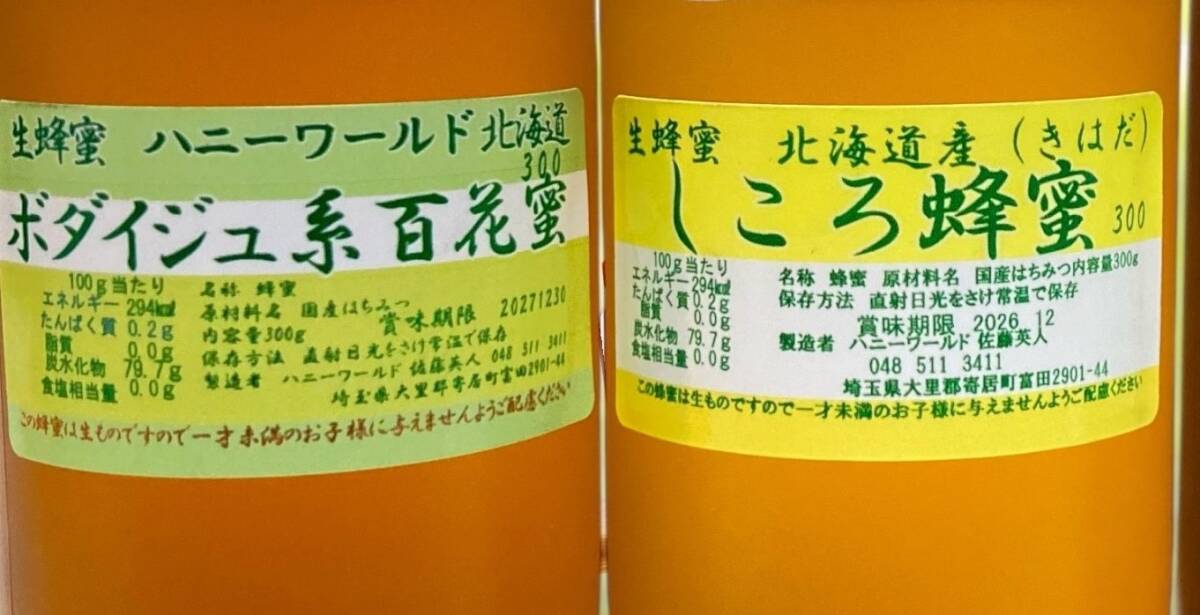 生蜂蜜 ハニーワールド 北海道
300
ボダイジュ系 百花蜜
100g当たり
エネルギー 294kcal
たんぱく質 0.2g
脂質 0.0g
炭水化物 79.7g
食塩相当量 0.0g
名称 蜂蜜
原材料名 国産はちみつ
内容量300g 賞味期限 20271230
保存方法 直射日光をさけ常温で保存
製造者 ハニーワールド 佐藤英人 048 511 3411
埼玉県大里郡寄居町富田2901-44
この蜂蜜は生ものですので一才未満のお子様に与えませんようご配慮ください
生蜂蜜 北海道産 (きはだ)
しころ蜂蜜 300
100g当たり
エネルギー 294kcal
たんぱく質 0.2g
脂質 0.0g
炭水化物 79.7g
食塩相当量 0.0g
名称 蜂蜜 原材料名 国産はちみつ内容量300g
保存方法 直射日光をさけ常温で保存
賞味期限 2026 12
製造者 ハニーワールド 佐藤英人
048 511 3411
埼玉県大里郡寄居町富田2901-44
この蜂蜜は生ものですので一才未満のお子様に与えませんようご配慮ください